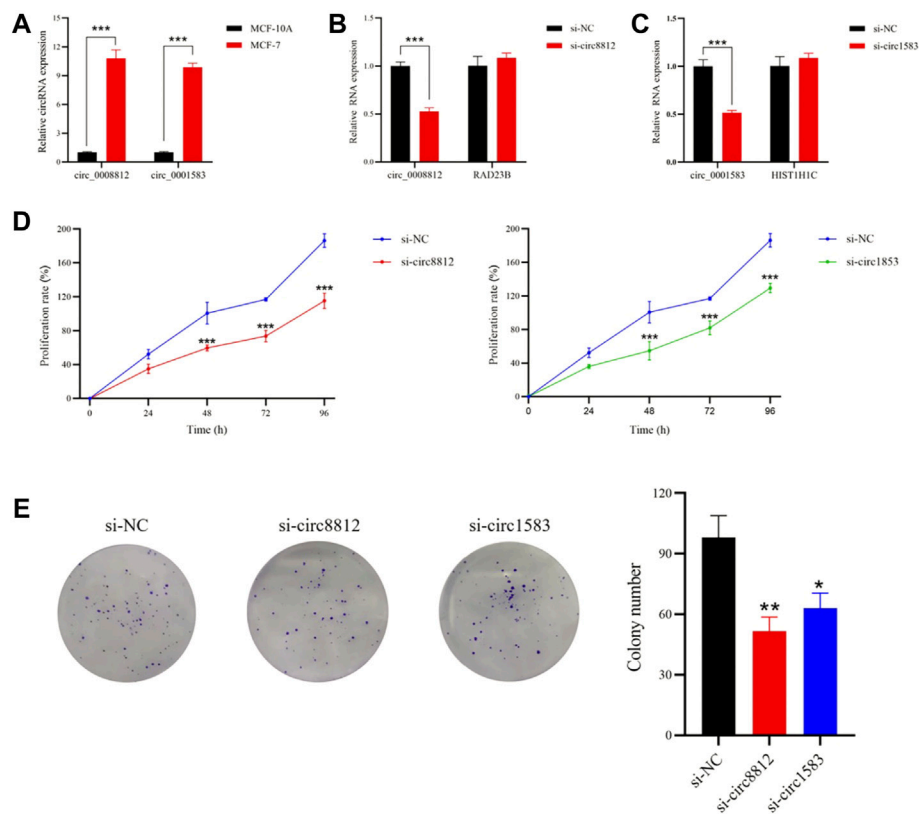 A
Relative circRNA expression
15
12
9
6
3
0
MCF-10A
MCF-7
***
***
circ_0008812
circ_0001583
B
Relative RNA expression
1.5
1.0
0.5
0.0
si-NC
si-circ8812
***
circ_0008812
RAD23B
C
Relative RNA expression
1.5
1.0
0.5
0.0
si-NC
si-circ1583
***
circ_0001583
HIST1H1C
D
Proliferation rate (%)
200
160
120
80
40
0
si-NC
si-circ8812
***
***
***
0 24 48 72 96
Time (h)
Proliferation rate (%)
200
160
120
80
40
0
si-NC
si-circ1853
***
***
***
0 24 48 72 96
Time (h)
E
si-NC
si-circ8812
si-circ1583
Colony number
120
90
60
30
0
**
*
si-NC
si-circ8812
si-circ1583